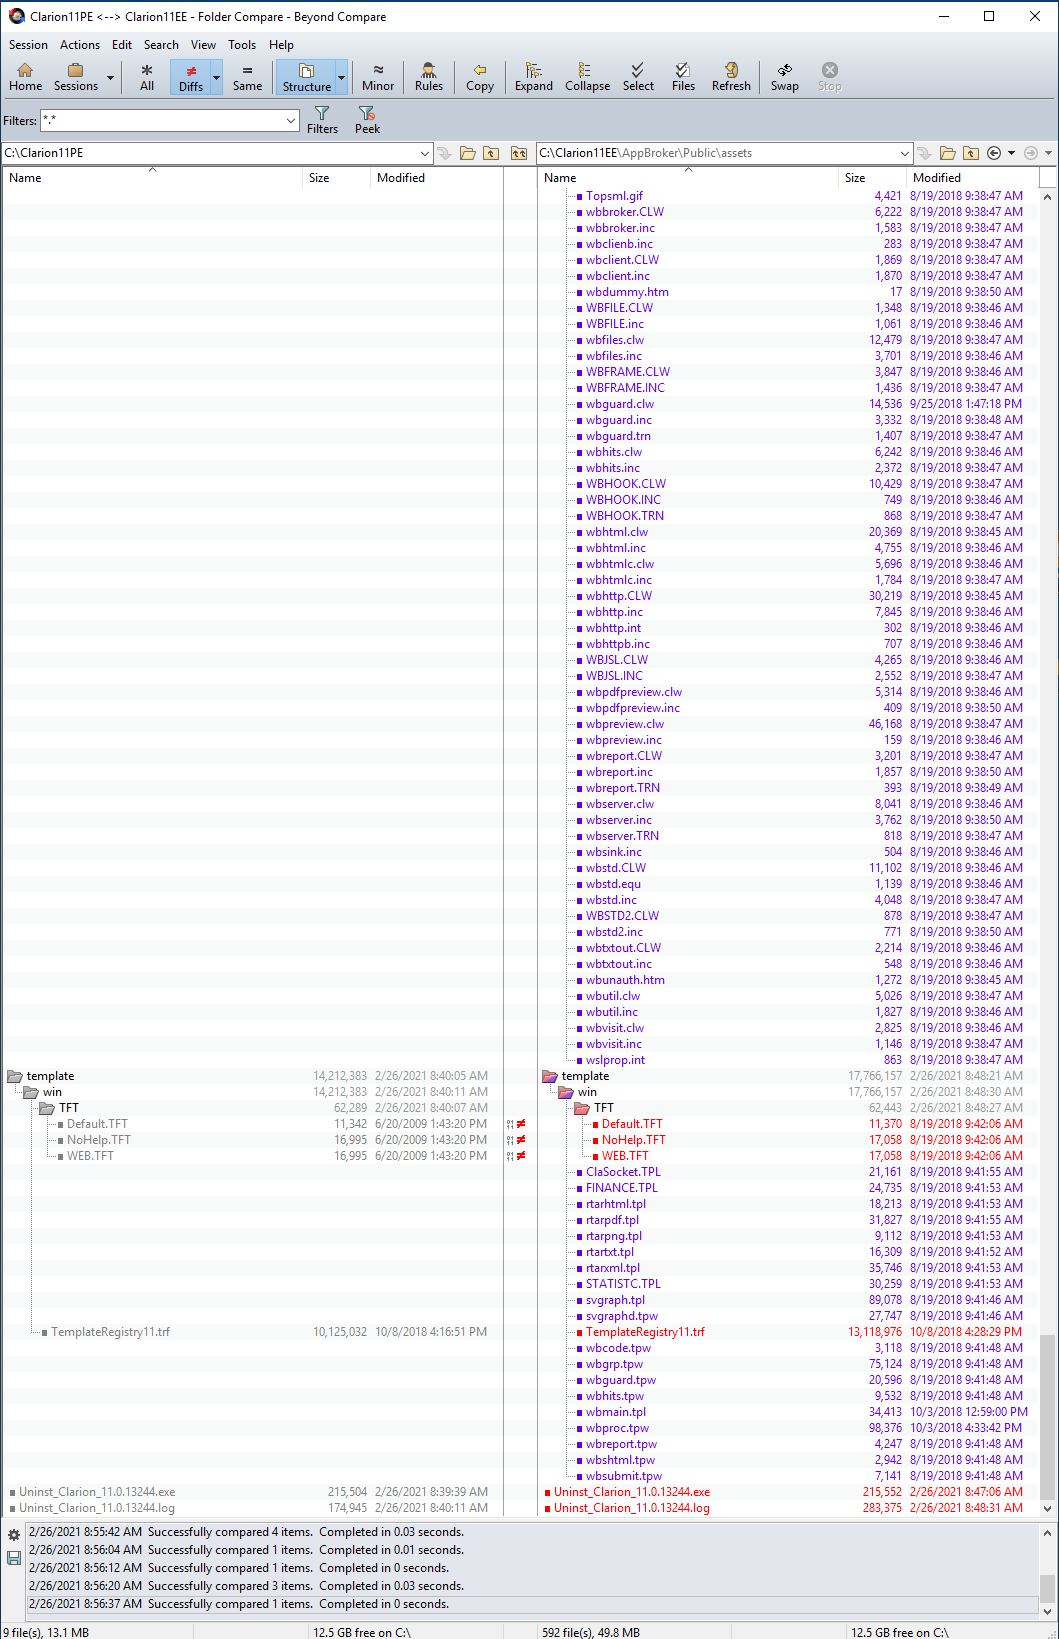 Clarion11PE <--> Clarion11EE - Folder Compare - Beyond Compare
Session Actions Edit Search View Tools Help
Home Sessions All Diffs Same Structure Minor Rules Copy Expand Collapse Select Files Refresh Swap Stop
Filters: *.* Filters Peek
C:\Clarion11PE C:\Clarion11EE\AppBroker\Public\assets
Name Size Modified Name Size Modified
Topsml.gif 4,421 8/19/2018 9:38:47 AM
wbbroker.CLW 6,222 8/19/2018 9:38:47 AM
wbbroker.inc 1,583 8/19/2018 9:38:47 AM
wbclienb.inc 283 8/19/2018 9:38:47 AM
wbclient.CLW 1,869 8/19/2018 9:38:47 AM
wbclient.inc 1,870 8/19/2018 9:38:47 AM
wbdummy.htm 17 8/19/2018 9:38:50 AM
WBFILE.CLW 1,348 8/19/2018 9:38:46 AM
WBFILE.inc 1,061 8/19/2018 9:38:46 AM
wbfiles.clw 12,479 8/19/2018 9:38:47 AM
wbfiles.inc 3,701 8/19/2018 9:38:46 AM
WBFRAME.CLW 3,847 8/19/2018 9:38:46 AM
WBFRAME.INC 1,436 8/19/2018 9:38:46 AM
wbguard.clw 14,536 9/25/2018 1:47:18 PM
wbguard.inc 3,332 8/19/2018 9:38:48 AM
wbguard.trn 1,407 8/19/2018 9:38:47 AM
wbhits.clw 6,242 8/19/2018 9:38:46 AM
wbhits.inc 2,372 8/19/2018 9:38:46 AM
WBHOOK.CLW 10,429 8/19/2018 9:38:47 AM
WBHOOK.INC 749 8/19/2018 9:38:46 AM
WBHOOK.TRN 868 8/19/2018 9:38:47 AM
wbhtml.clw 20,369 8/19/2018 9:38:45 AM
wbhtml.inc 4,755 8/19/2018 9:38:46 AM
wbhtmlc.clw 5,696 8/19/2018 9:38:46 AM
wbhtmlc.inc 1,784 8/19/2018 9:38:47 AM
wbhttp.CLW 30,219 8/19/2018 9:38:45 AM
wbhttp.inc 7,845 8/19/2018 9:38:46 AM
wbhttp.int 302 8/19/2018 9:38:46 AM
wbhttpb.inc 707 8/19/2018 9:38:46 AM
WBJSL.CLW 4,265 8/19/2018 9:38:46 AM
WBJSL.INC 2,552 8/19/2018 9:38:47 AM
wbpdfpreview.clw 5,314 8/19/2018 9:38:46 AM
wbpdfpreview.inc 409 8/19/2018 9:38:50 AM
wbpreview.clw 46,168 8/19/2018 9:38:47 AM
wbpreview.inc 159 8/19/2018 9:38:46 AM
wbreport.CLW 3,201 8/19/2018 9:38:47 AM
wbreport.inc 1,857 8/19/2018 9:38:50 AM
wbreport.TRN 393 8/19/2018 9:38:49 AM
wbserver.clw 8,041 8/19/2018 9:38:46 AM
wbserver.inc 3,762 8/19/2018 9:38:50 AM
wbserver.TRN 818 8/19/2018 9:38:47 AM
wbsink.inc 504 8/19/2018 9:38:46 AM
wbstd.CLW 11,102 8/19/2018 9:38:46 AM
wbstd.equ 1,139 8/19/2018 9:38:46 AM
wbstd.inc 4,048 8/19/2018 9:38:47 AM
WBSTD2.CLW 878 8/19/2018 9:38:47 AM
wbstd2.inc 771 8/19/2018 9:38:50 AM
wbtxtout.CLW 2,214 8/19/2018 9:38:46 AM
wbtxtout.inc 548 8/19/2018 9:38:46 AM
wbunauth.htm 1,272 8/19/2018 9:38:45 AM
wbutil.clw 5,026 8/19/2018 9:38:47 AM
wbutil.inc 1,827 8/19/2018 9:38:46 AM
wbvisit.clw 2,825 8/19/2018 9:38:46 AM
wbvisit.inc 1,146 8/19/2018 9:38:46 AM
wslprop.int 863 8/19/2018 9:38:47 AM
template 14,212,383 2/26/2021 8:40:05 AM template 17,766,157 2/26/2021 8:48:21 AM
win 14,212,383 2/26/2021 8:40:11 AM win 17,766,157 2/26/2021 8:48:30 AM
TFT 62,289 2/26/2021 8:40:07 AM TFT 62,443 2/26/2021 8:48:27 AM
Default.TFT 11,342 6/20/2009 1:43:20 PM Default.TFT 11,370 8/19/2018 9:42:06 AM
NoHelp.TFT 16,995 6/20/2009 1:43:20 PM NoHelp.TFT 17,058 8/19/2018 9:42:06 AM
WEB.TFT 16,995 6/20/2009 1:43:20 PM WEB.TFT 17,058 8/19/2018 9:42:06 AM
ClaSocket.TPL 21,161 8/19/2018 9:41:55 AM
FINANCE.TPL 24,735 8/19/2018 9:41:53 AM
rtarhtml.tpl 18,213 8/19/2018 9:41:53 AM
rtarpdf.tpl 31,827 8/19/2018 9:41:55 AM
rtarpng.tpl 9,112 8/19/2018 9:41:53 AM
rtartxt.tpl 16,309 8/19/2018 9:41:52 AM
rtarxml.tpl 35,746 8/19/2018 9:41:53 AM
STATISTC.TPL 30,259 8/19/2018 9:41:53 AM
svgraph.tpl 89,078 8/19/2018 9:41:46 AM
svgraphd.tpw 27,747 8/19/2018 9:41:46 AM
TemplateRegistry11.trf 10,125,032 10/8/2018 4:16:51 PM TemplateRegistry11.trf 13,118,976 10/8/2018 4:28:29 PM
wbcode.tpw 3,118 8/19/2018 9:41:48 AM
wbgrp.tpw 75,124 8/19/2018 9:41:48 AM
wbguard.tpw 20,596 8/19/2018 9:41:48 AM
wbhits.tpw 9,532 8/19/2018 9:41:48 AM
wbmain.tpl 34,413 10/3/2018 12:59:00 PM
wbproc.tpw 98,376 10/3/2018 4:33:42 PM
wbreport.tpw 4,247 8/19/2018 9:41:48 AM
wbshtml.tpw 2,942 8/19/2018 9:41:48 AM
wbsubmit.tpw 7,141 8/19/2018 9:41:48 AM
Uninst_Clarion_11.0.13244.exe 215,504 2/26/2021 8:39:39 AM Uninst_Clarion_11.0.13244.exe 215,552 2/26/2021 8:47:06 AM
Uninst_Clarion_11.0.13244.log 174,945 2/26/2021 8:40:11 AM Uninst_Clarion_11.0.13244.log 283,375 2/26/2021 8:48:31 AM
2/26/2021 8:55:42 AM Successfully compared 4 items. Completed in 0.03 seconds.
2/26/2021 8:56:04 AM Successfully compared 1 items. Completed in 0.01 seconds.
2/26/2021 8:56:12 AM Successfully compared 1 items. Completed in 0 seconds.
2/26/2021 8:56:20 AM Successfully compared 3 items. Completed in 0.03 seconds.
2/26/2021 8:56:37 AM Successfully compared 1 items. Completed in 0 seconds.
9 file(s), 13.1 MB 12.5 GB free on C:\ 592 file(s), 49.8 MB 12.5 GB free on C:\